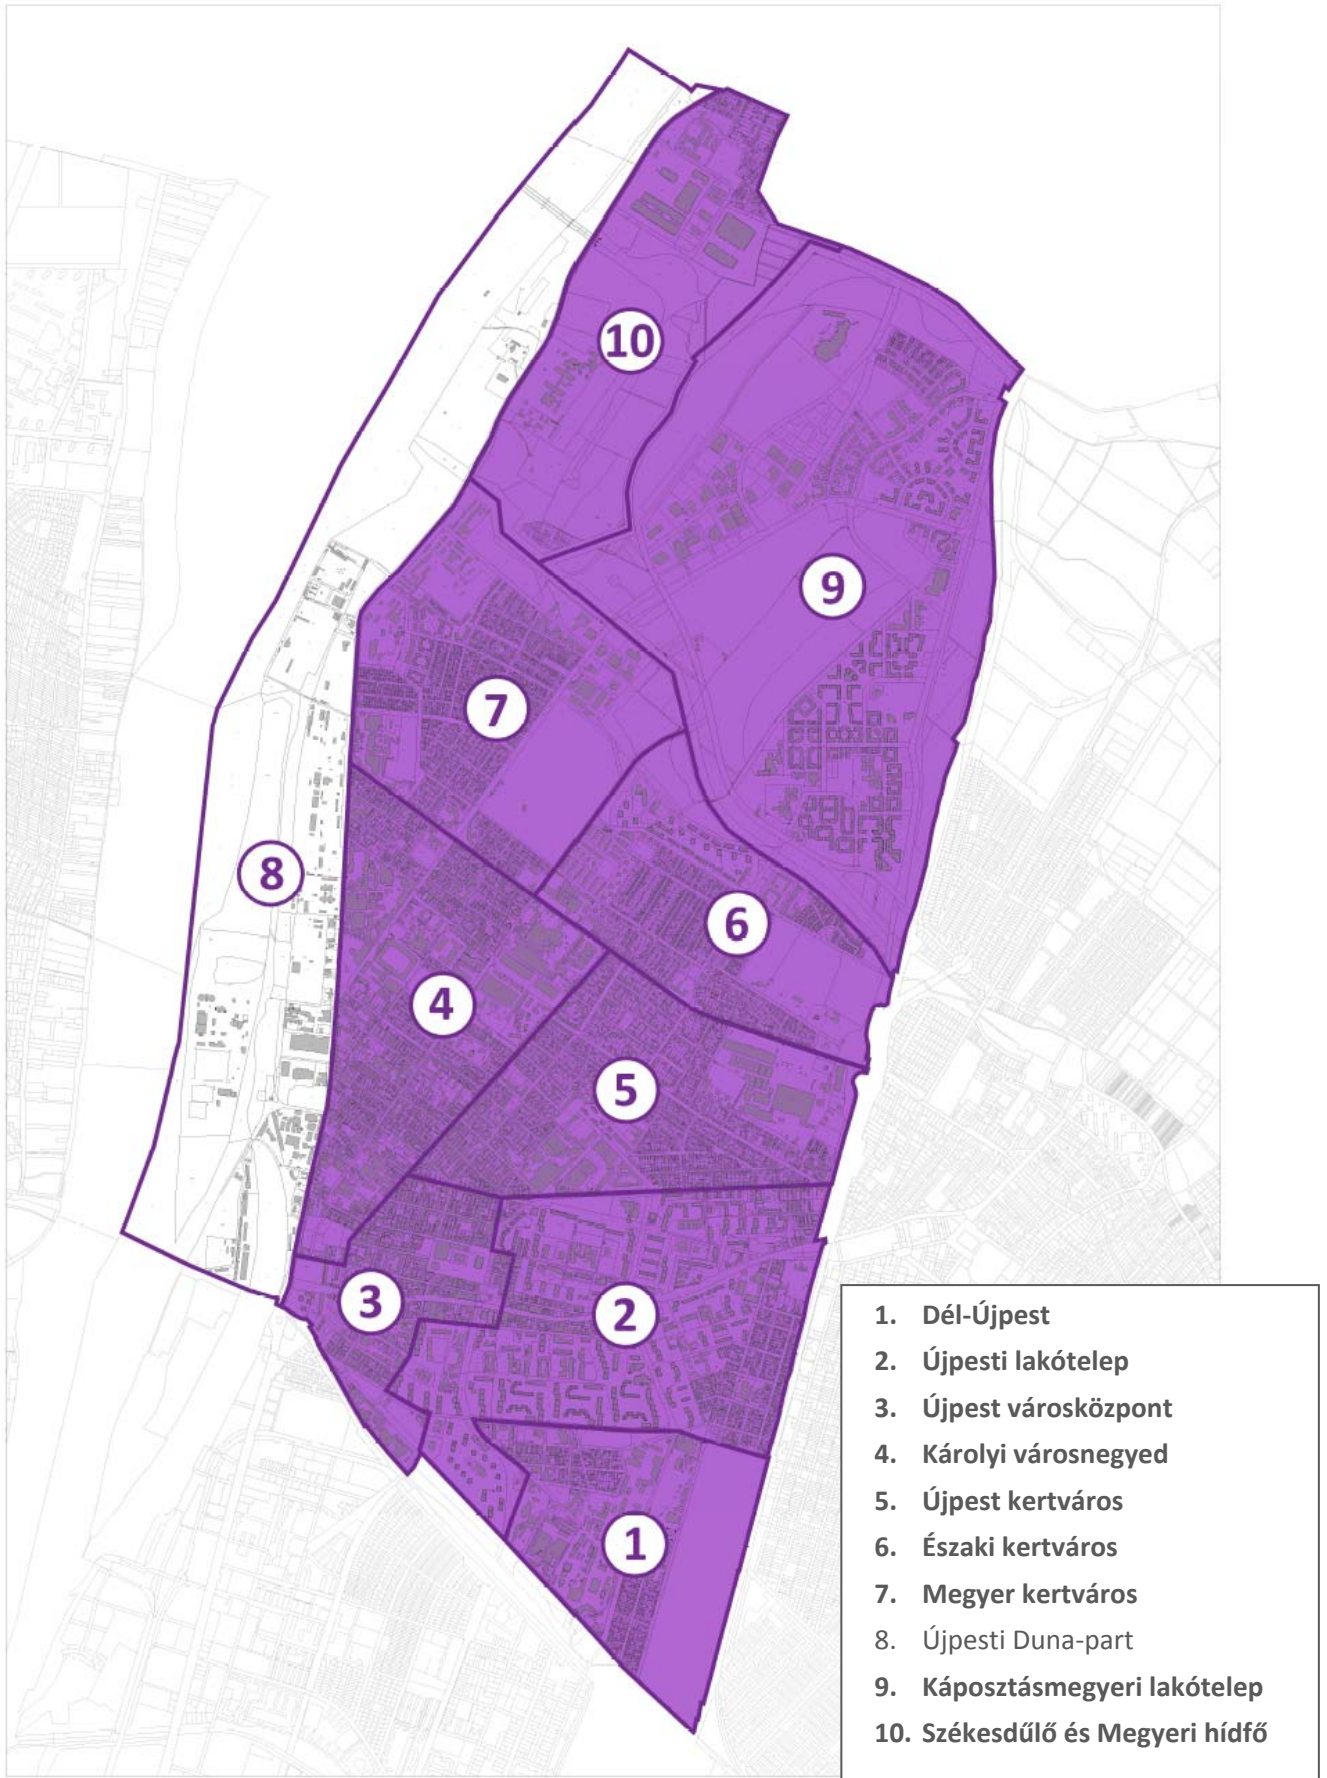 10
9
7
8
6
4
5
3
2
1
1. Dél-Újpest
2. Újpesti lakótelep
3. Újpest városközpont
4. Károlyi városnegyed
5. Újpest kertváros
6. Északi kertváros
7. Megyer kertváros
8. Újpesti Duna-part
9. Káposztásmegyeri lakótelep
10. Székesdűlő és Megyeri hídfő